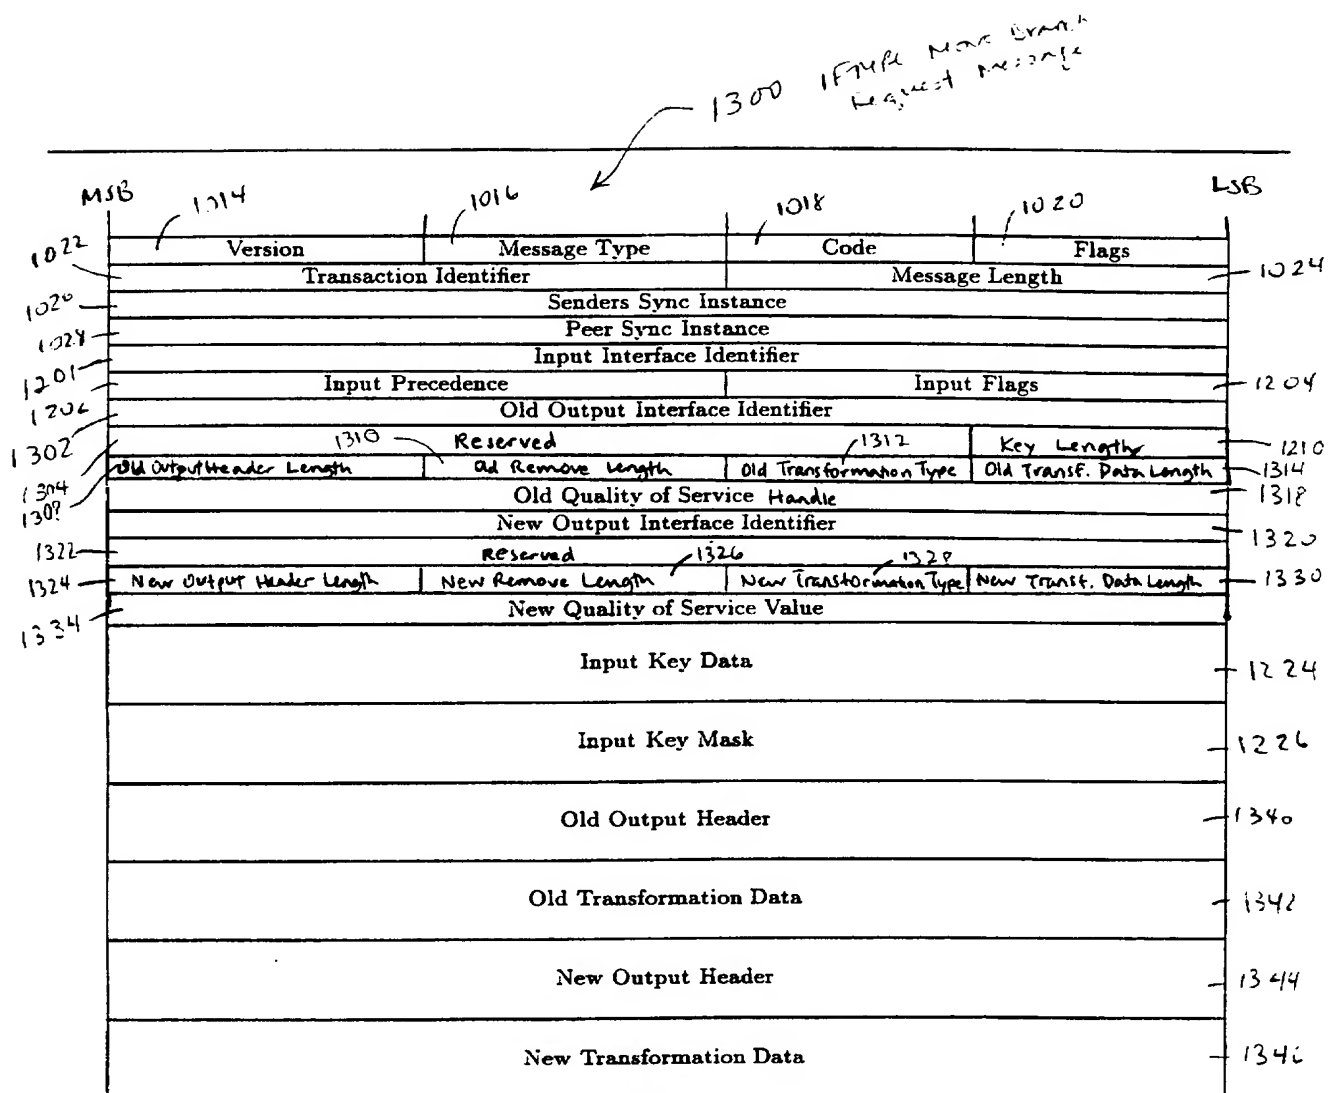 1300 IFMP Move Branch
Request Message
MSB LSB
1014 1016 1018 1020
Version Message Type Code Flags
1022 Transaction Identifier Message Length 1024
Senders Sync Instance
1028 Peer Sync Instance
1201 Input Interface Identifier
Input Precedence Input Flags 1204
1302 Old Output Interface Identifier
1310 Reserved 1312 Key Length 1210
1304 Old Output Header Length Old Remove Length Old Transformation Type Old Transf. Data Length 1314
Old Quality of Service Handle 1318
New Output Interface Identifier 1320
1322 Reserved 1326 1328
1324 New Output Header Length New Remove Length New Transformation Type New Transf. Data Length 1330
1334 New Quality of Service Value
Input Key Data 1224
Input Key Mask 1226
Old Output Header 1340
Old Transformation Data 1342
New Output Header 1344
New Transformation Data